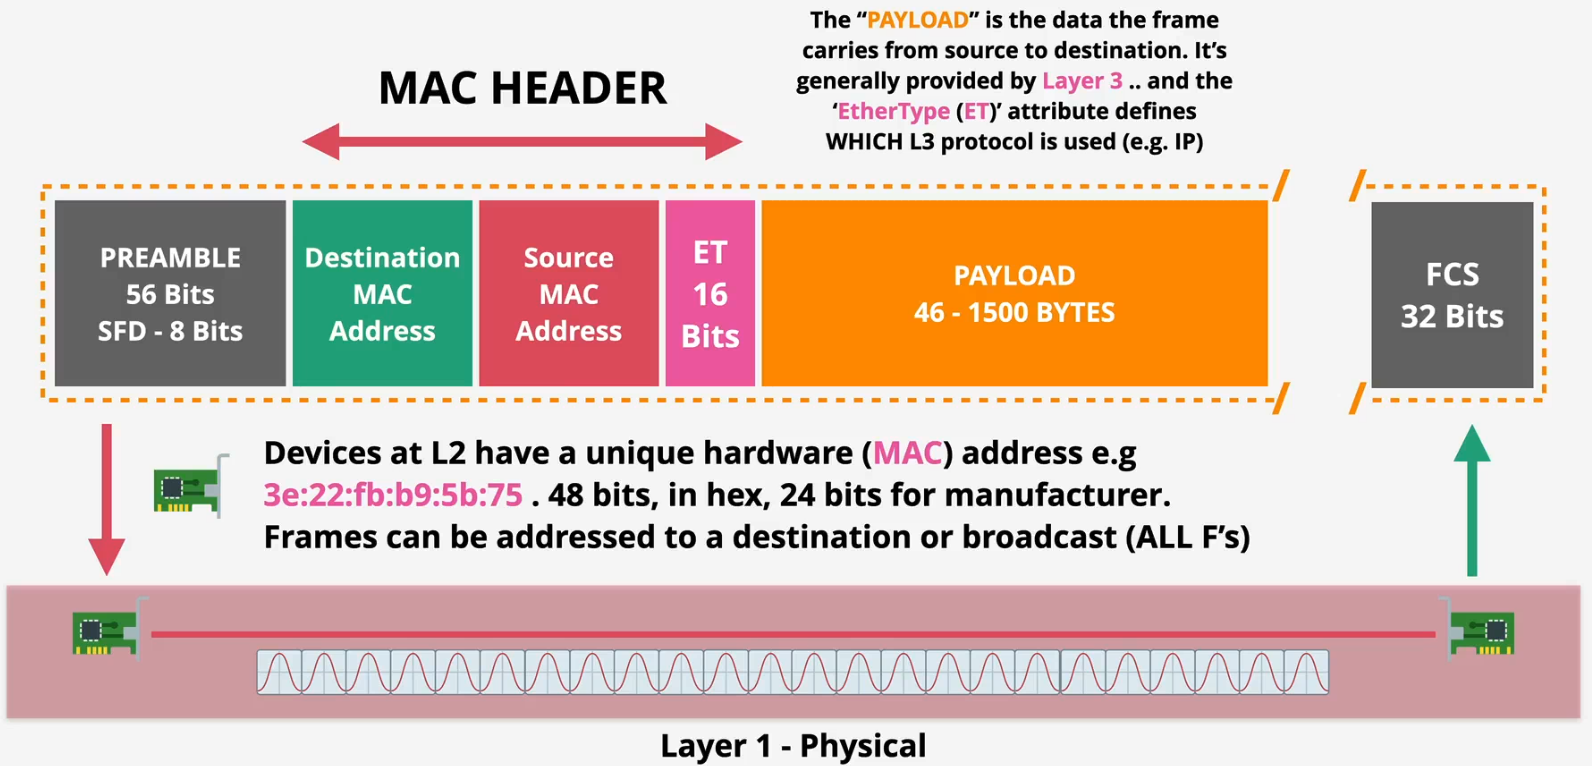 The “PAYLOAD” is the data the frame
carries from source to destination. It’s
generally provided by Layer 3 .. and the
‘EtherType (ET)’ attribute defines
WHICH L3 protocol is used (e.g. IP)
MAC HEADER
PREAMBLE
56 Bits
SFD - 8 Bits
Destination
MAC
Address
Source
MAC
Address
ET
16
Bits
PAYLOAD
46 - 1500 BYTES
FCS
32 Bits
Devices at L2 have a unique hardware (MAC) address e.g
3e:22:fb:b9:5b:75 . 48 bits, in hex, 24 bits for manufacturer.
Frames can be addressed to a destination or broadcast (ALL F’s)
Layer 1 - Physical